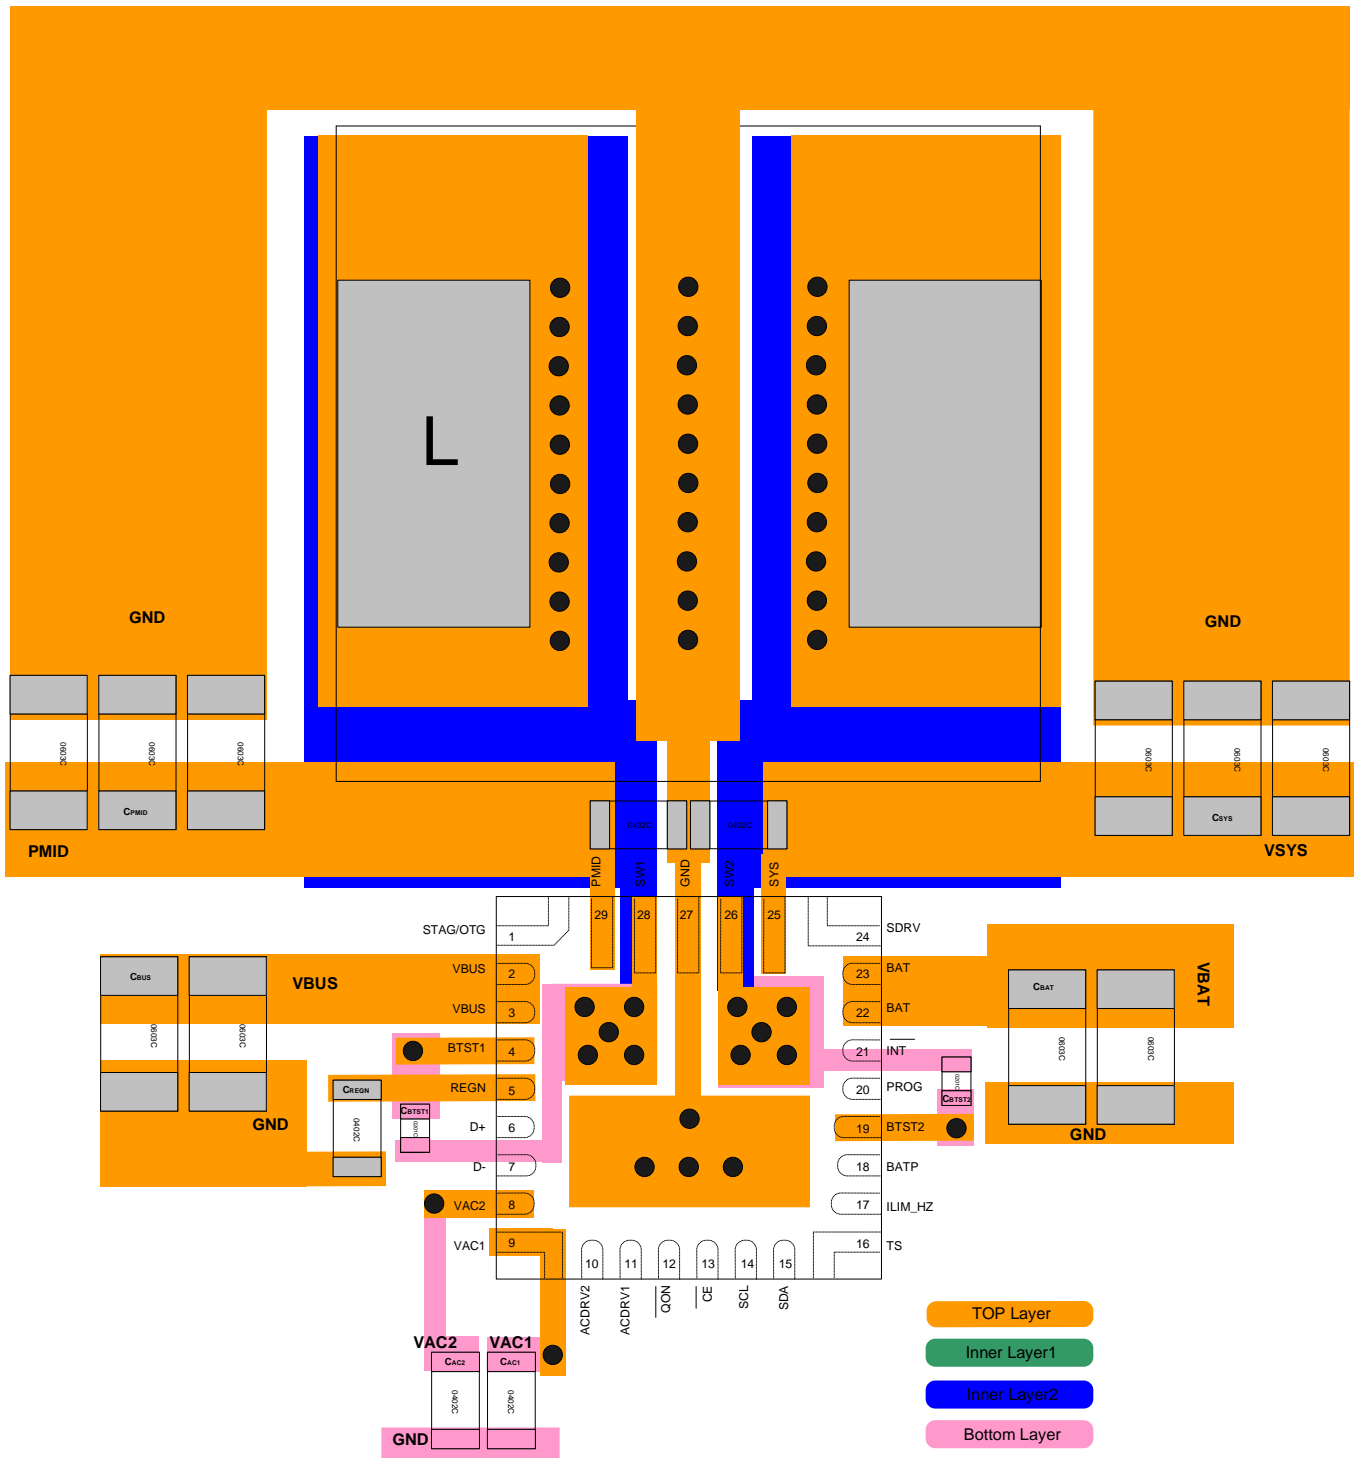 L
GND
GND
0603C
0603C
0603C
0603C
0603C
0603C
CPMID
CSYS
0402C
0402C
PMID
VSYS
PMID
SW1
GND
SW2
SYS
29
28
27
26
25
STAG/OTG
1
24
SDRV
VBUS
2
23
BAT
VBUS
3
22
BAT
BTST1
4
21
INT
REGN
5
20
PROG
D+
6
19
BTST2
D-
7
18
BATP
VAC2
8
17
ILIM_HZ
VAC1
9
16
TS
10
11
12
13
14
15
ACDRV2
ACDRV1
QON
CE
SCL
SDA
CBUS
VBUS
0603C
0603C
GND
CREGN
0402C
CBTST1
0201C
CBAT
VBAT
0603C
0603C
GND
0201C
CBTST2
VAC2
VAC1
CAC2
CAC1
0402C
0402C
GND
TOP Layer
Inner Layer1
Inner Layer2
Bottom Layer